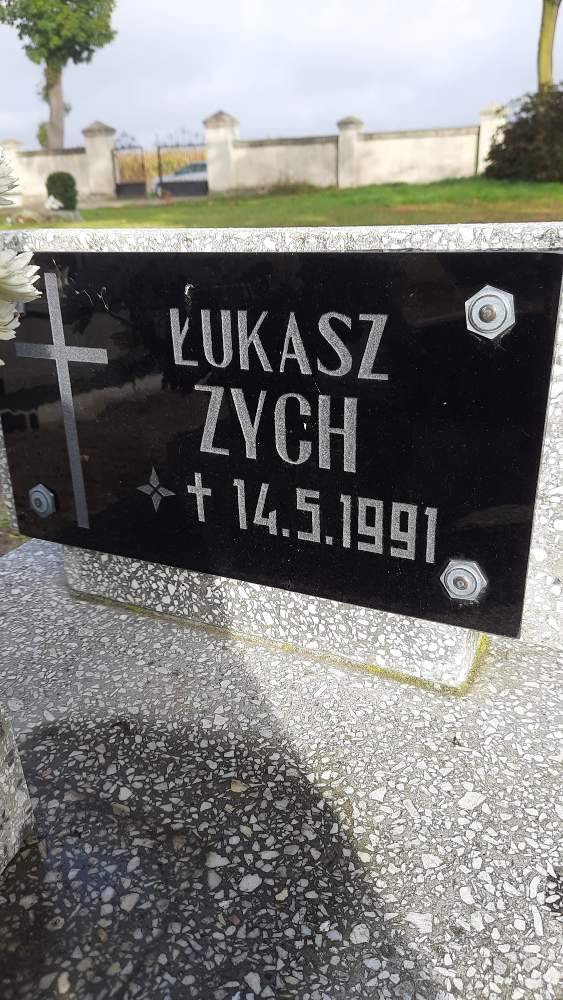 ŁUKASZ
ZYCH
✧ † 14.5.1991